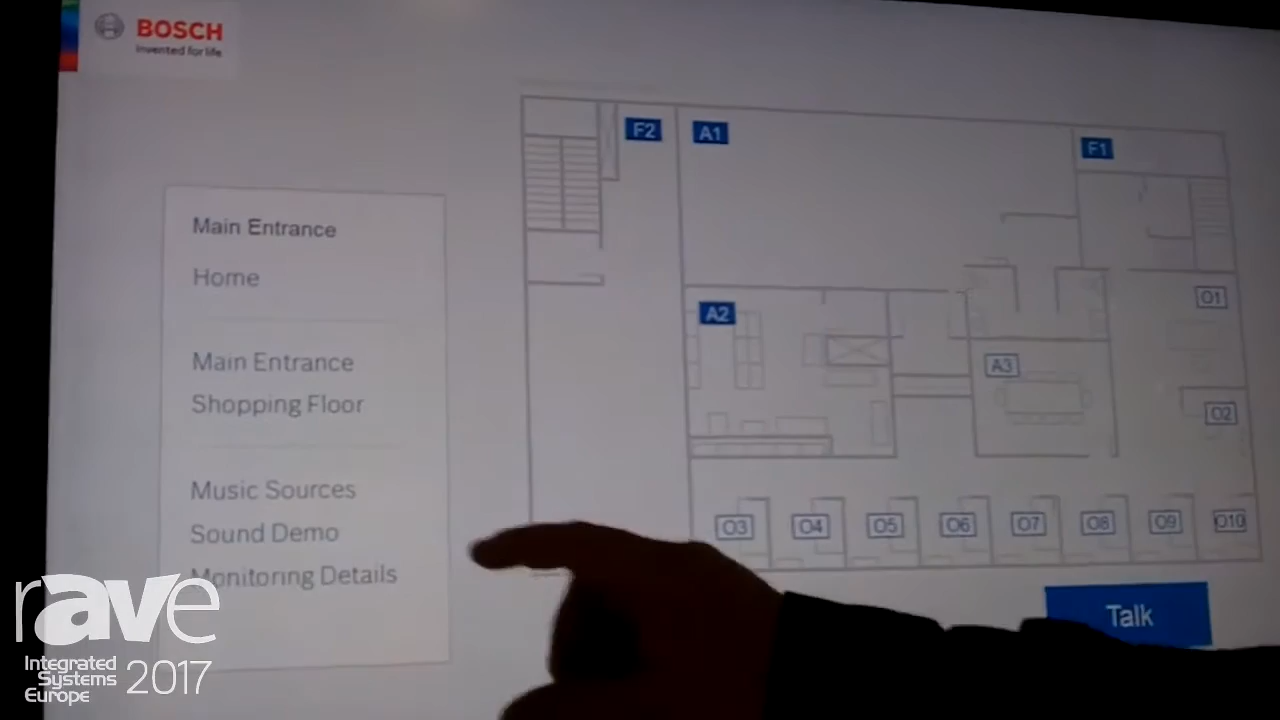 BOSCH
Invented for life
F2
A1
F1
Main Entrance
Home
Main Entrance
Shopping Floor
Music Sources
Sound Demo
Monitoring Details
A2
A3
O1
O2
O3
O4
O5
O6
O7
O8
O9
O10
Talk
rave
Integrated
Systems
Europe
2017